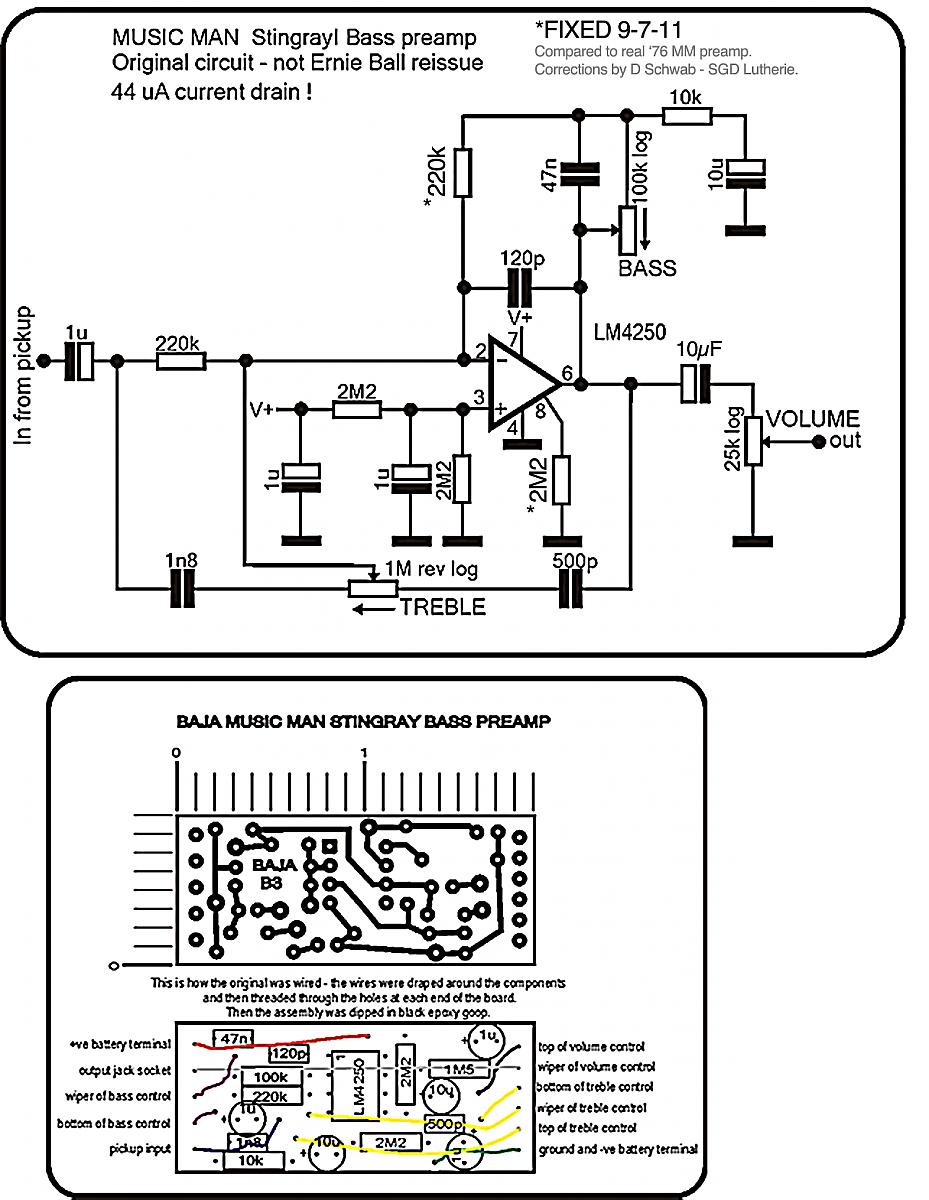 MUSIC MAN Stingrayl Bass preamp
Original circuit - not Ernie Ball reissue
44 uA current drain !
*FIXED 9-7-11
Compared to real ‘76 MM preamp.
Corrections by D Schwab - SGD Lutherie.
10k
*220k
47n
100k log
10u
BASS
120p
V+
7
LM4250
In from pickup
1u
220k
2
−
6
10µF
2M2
V+
3
+
8
4
VOLUME
out
25k log
1u
1u
2M2
*2M2
1n8
1M rev log
500p
TREBLE
BAJA MUSIC MAN STINGRAY BASS PREAMP
0
1
BAJA
B3
0
This is how the original was wired - the wires were draped around the components
and then threaded through the holes at each end of the board.
Then the assembly was dipped in black epoxy goop.
+ve battery terminal
output jack socket
wiper of bass control
bottom of bass control
pickup input
47n
120p
100k
220k
1u
+
1n8
10k
1
LM4250
2M2
+
1u
1M5
10u
500p
+
+
10u
2M2
top of volume control
wiper of volume control
bottom of treble control
wiper of treble control
top of treble control
ground and -ve battery terminal